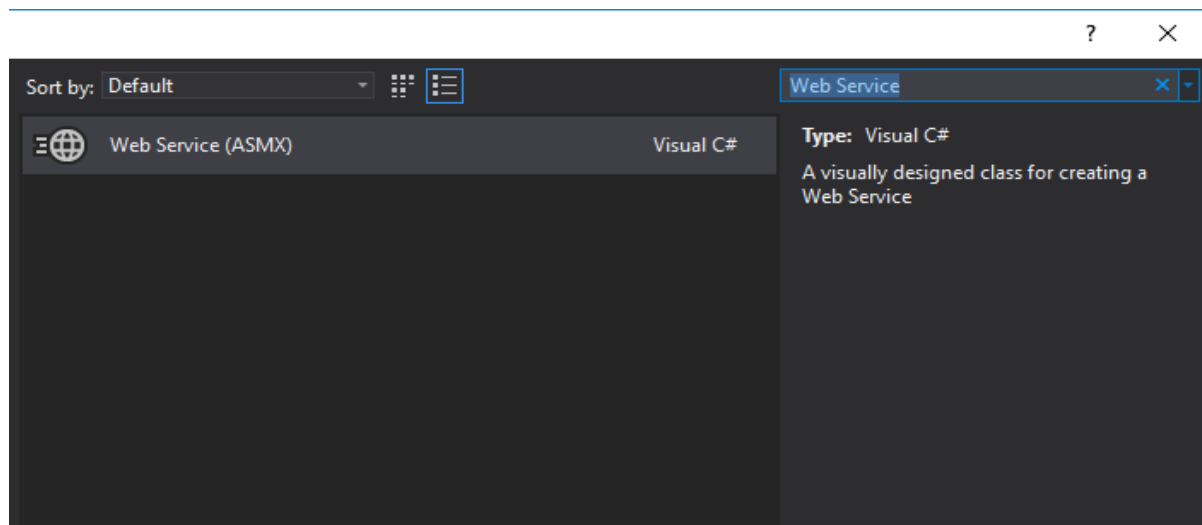 ?
Sort by: Default
Web Service
Web Service (ASMX) Visual C#
Type: Visual C#
A visually designed class for creating a
Web Service